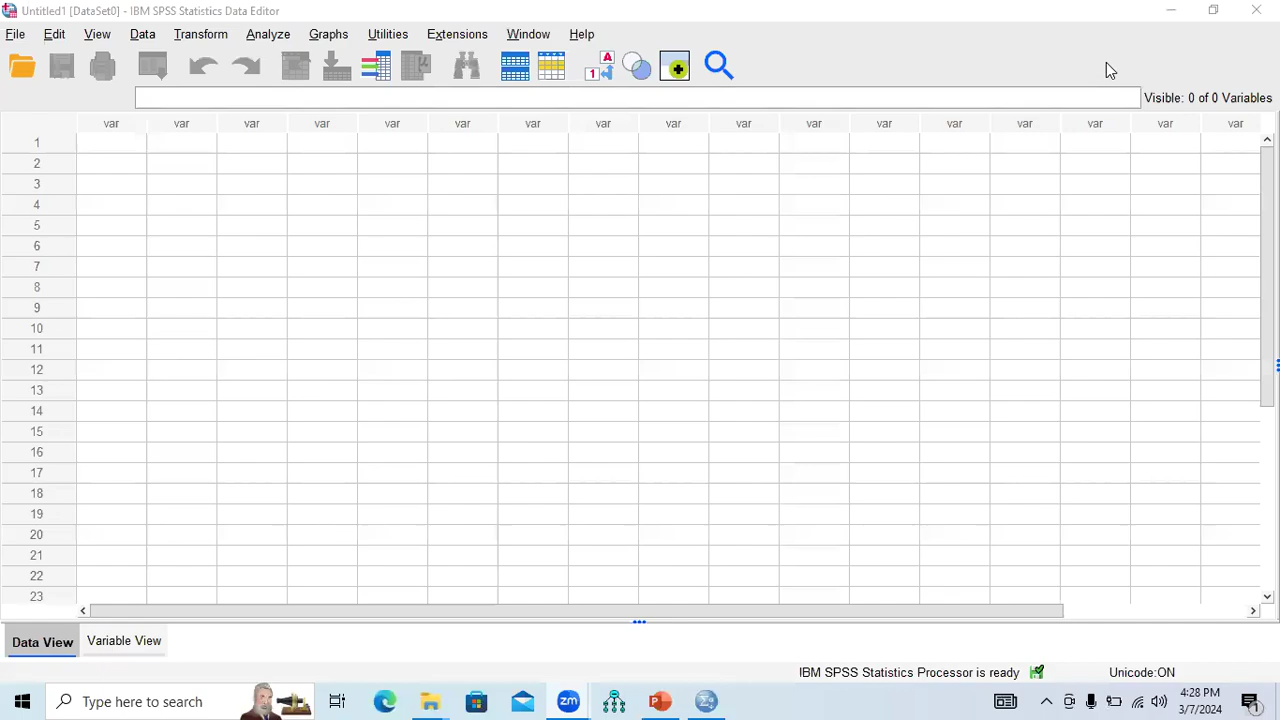 Untitled1 [DataSet0] - IBM SPSS Statistics Data Editor
File Edit View Data Transform Analyze Graphs Utilities Extensions Window Help
A
1
Visible: 0 of 0 Variables
var var var var var var var var var var var var var var var var var
1
2
3
4
5
6
7
8
9
10
11
12
13
14
15
16
17
18
19
20
21
22
23
Data View Variable View
IBM SPSS Statistics Processor is ready Unicode:ON
Type here to search
zm
P
4:28 PM
3/7/2024
1